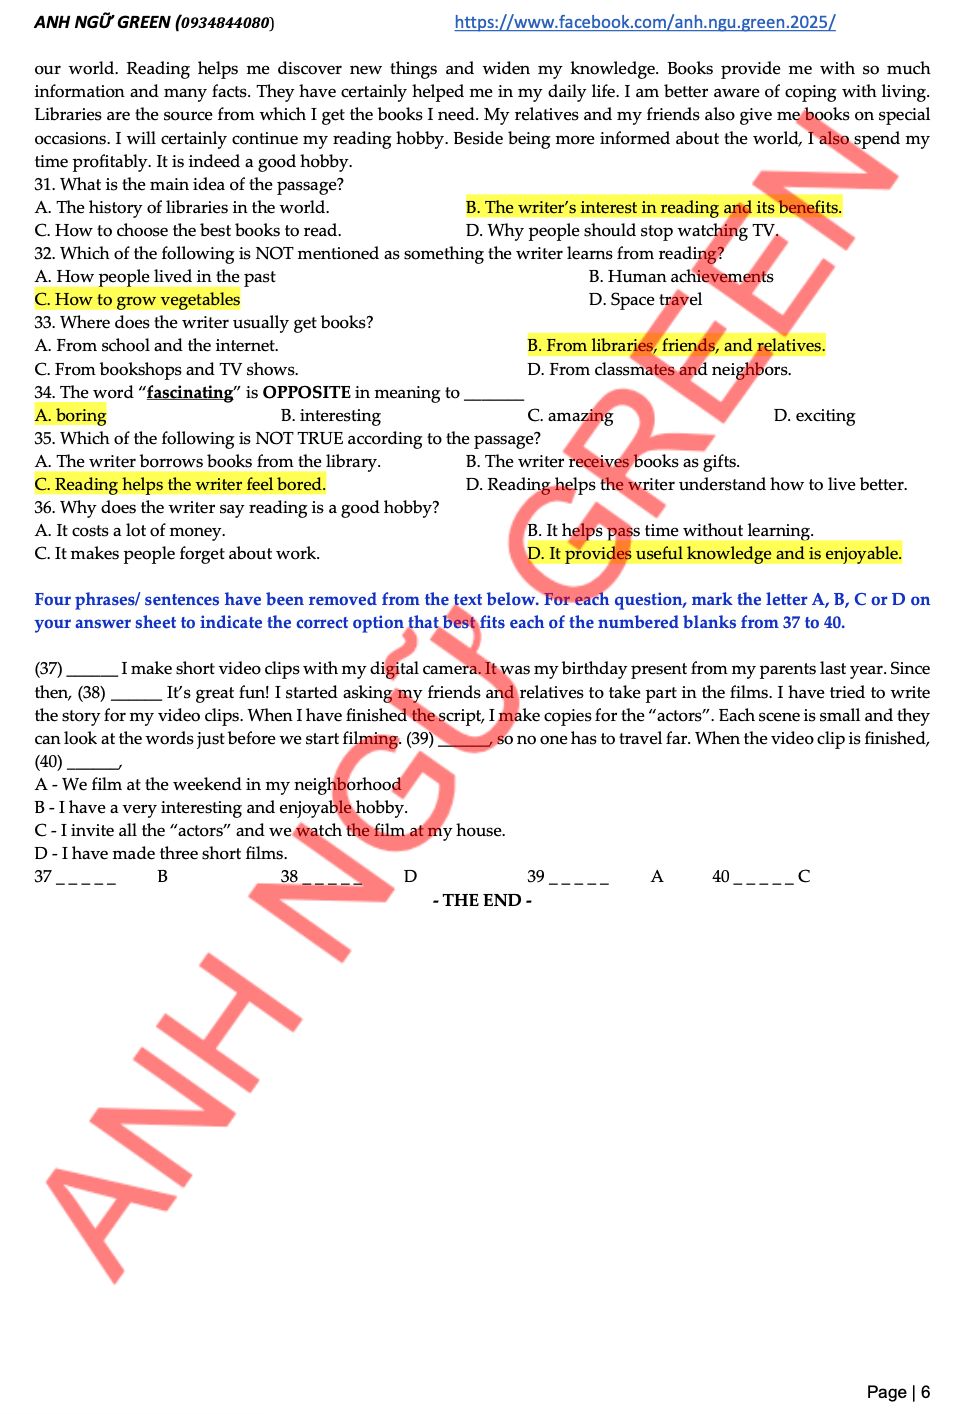 ANH NGỮ GREEN (0934844080) https://www.facebook.com/anh.ngu.green.2025/
our world. Reading helps me discover new things and widen my knowledge. Books provide me with so much
information and many facts. They have certainly helped me in my daily life. I am better aware of coping with living.
Libraries are the source from which I get the books I need. My relatives and my friends also give me books on special
occasions. I will certainly continue my reading hobby. Beside being more informed about the world, I also spend my
time profitably. It is indeed a good hobby.
31. What is the main idea of the passage?
A. The history of libraries in the world. B. The writer’s interest in reading and its benefits.
C. How to choose the best books to read. D. Why people should stop watching TV.
32. Which of the following is NOT mentioned as something the writer learns from reading?
A. How people lived in the past B. Human achievements
C. How to grow vegetables D. Space travel
33. Where does the writer usually get books?
A. From school and the internet. B. From libraries, friends, and relatives.
C. From bookshops and TV shows. D. From classmates and neighbors.
34. The word “fascinating” is OPPOSITE in meaning to _______
A. boring B. interesting C. amazing D. exciting
35. Which of the following is NOT TRUE according to the passage?
A. The writer borrows books from the library. B. The writer receives books as gifts.
C. Reading helps the writer feel bored. D. Reading helps the writer understand how to live better.
36. Why does the writer say reading is a good hobby?
A. It costs a lot of money. B. It helps pass time without learning.
C. It makes people forget about work. D. It provides useful knowledge and is enjoyable.
Four phrases/ sentences have been removed from the text below. For each question, mark the letter A, B, C or D on
your answer sheet to indicate the correct option that best fits each of the numbered blanks from 37 to 40.
(37) ______ I make short video clips with my digital camera. It was my birthday present from my parents last year. Since
then, (38) ______ It’s great fun! I started asking my friends and relatives to take part in the films. I have tried to write
the story for my video clips. When I have finished the script, I make copies for the “actors”. Each scene is small and they
can look at the words just before we start filming. (39) ______, so no one has to travel far. When the video clip is finished,
(40) ______,
A - We film at the weekend in my neighborhood
B - I have a very interesting and enjoyable hobby.
C - I invite all the “actors” and we watch the film at my house.
D - I have made three short films.
37 _ _ _ _ _ B 38 _ _ _ _ _ D 39 _ _ _ _ _ A 40 _ _ _ _ _ C
- THE END -
ANH NGỮ GREEN
Page | 6